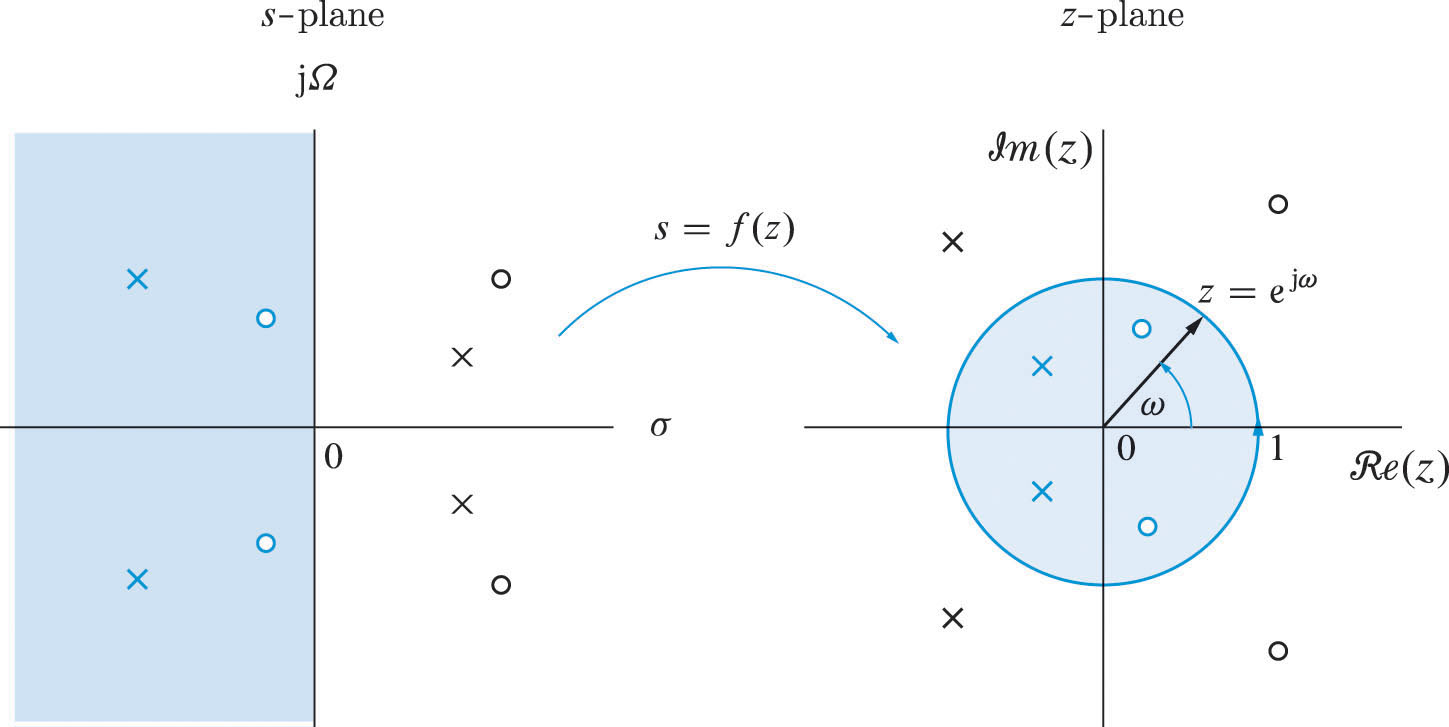 s-plane
jΩ
0
σ
s = f(z)
z-plane
ℐm(z)
z = e^{jω}
ω
0
1
ℛe(z)